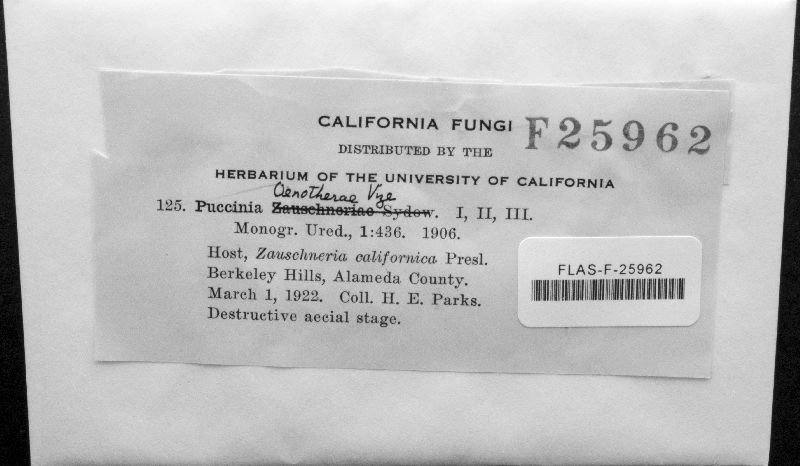 CALIFORNIA FUNGI F25962
DISTRIBUTED BY THE
HERBARIUM OF THE UNIVERSITY OF CALIFORNIA
Oenotherae Vize
125. Puccinia Zauschneriae Sydow. I, II, III.
Monogr. Ured., 1:436. 1906.
Host, Zauschneria californica Presl.
Berkeley Hills, Alameda County.
March 1, 1922. Coll. H. E. Parks.
Destructive aecial stage.
FLAS-F-25962